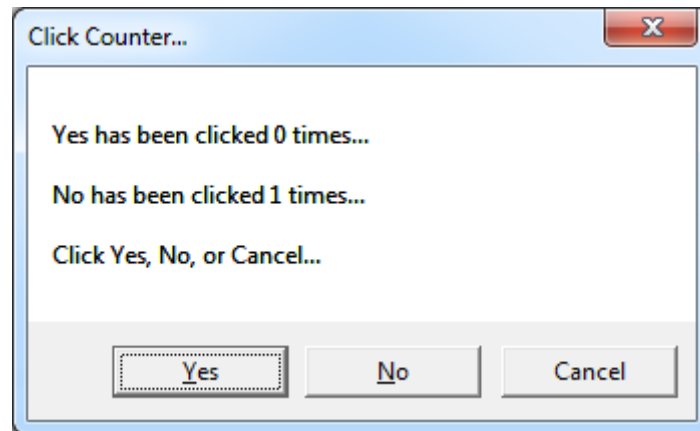 Click Counter...
Yes has been clicked 0 times...
No has been clicked 1 times...
Click Yes, No, or Cancel...
Yes No Cancel